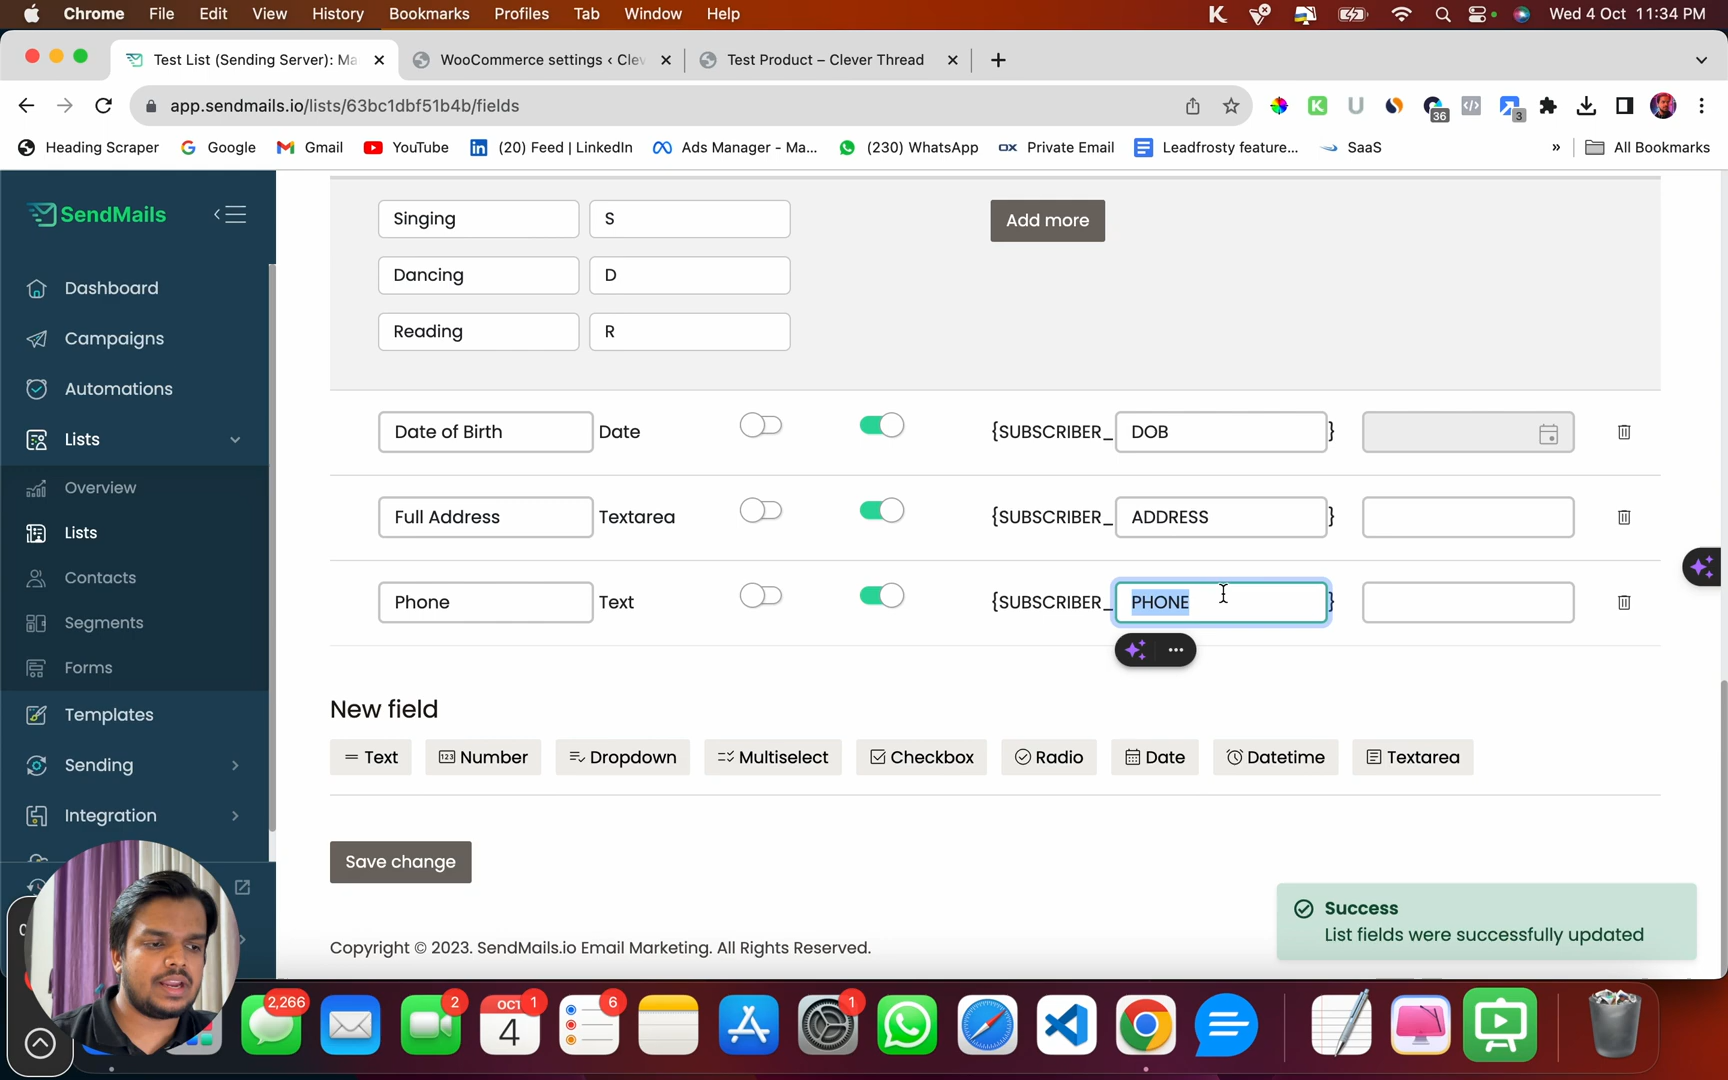 Chrome File Edit View History Bookmarks Profiles Tab Window Help Wed 4 Oct 11:34 PM
Test List (Sending Server): Ma WooCommerce settings ‹ Clev Test Product – Clever Thread
app.sendmails.io/lists/63bc1dbf51b4b/fields 36 3
Heading Scraper Google Gmail YouTube (20) Feed | LinkedIn Ads Manager - Ma... (230) WhatsApp Private Email Leadfrosty feature... SaaS » All Bookmarks
SendMails
Dashboard
Campaigns
Automations
Lists
Overview
Lists
Contacts
Segments
Forms
Templates
Sending
Integration
Singing S Add more
Dancing D
Reading R
Date of Birth Date {SUBSCRIBER_ DOB }
Full Address Textarea {SUBSCRIBER_ ADDRESS }
Phone Text {SUBSCRIBER_ PHONE }
New field
Text Number Dropdown Multiselect Checkbox Radio Date Datetime Textarea
Save change
Success
List fields were successfully updated
Copyright © 2023. SendMails.io Email Marketing. All Rights Reserved.
2,266 2 OCT 1 6 1
4